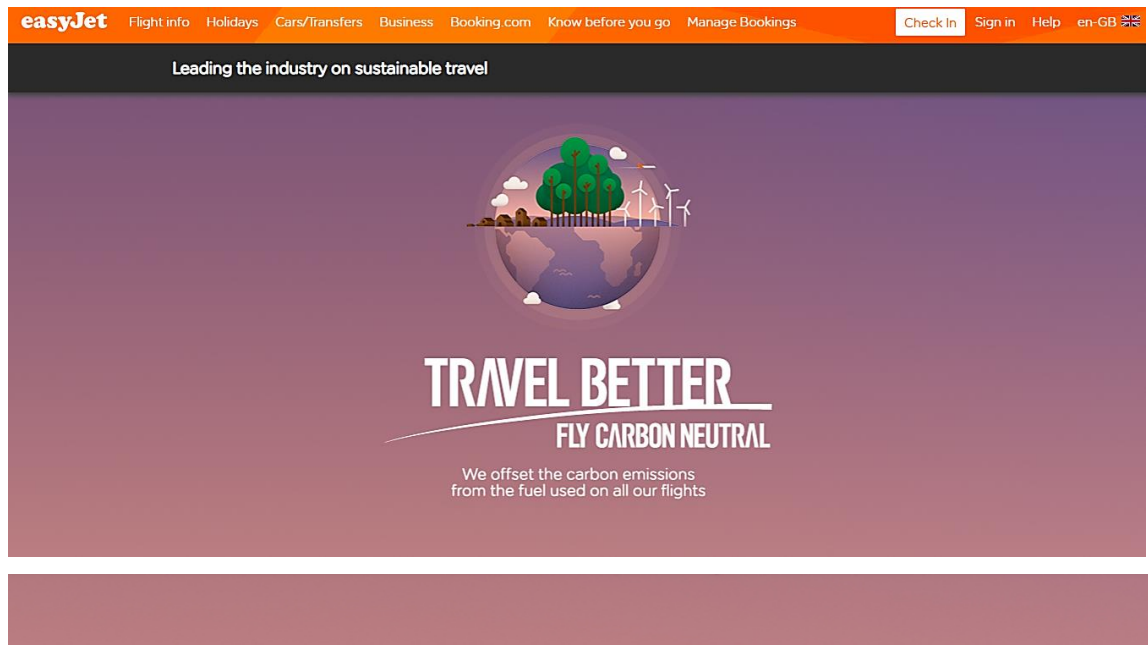 easyJet Flight info Holidays Cars/Transfers Business Booking.com Know before you go Manage Bookings Check In Sign in Help en-GB
Leading the industry on sustainable travel
TRAVEL BETTER
FLY CARBON NEUTRAL
We offset the carbon emissions
from the fuel used on all our flights